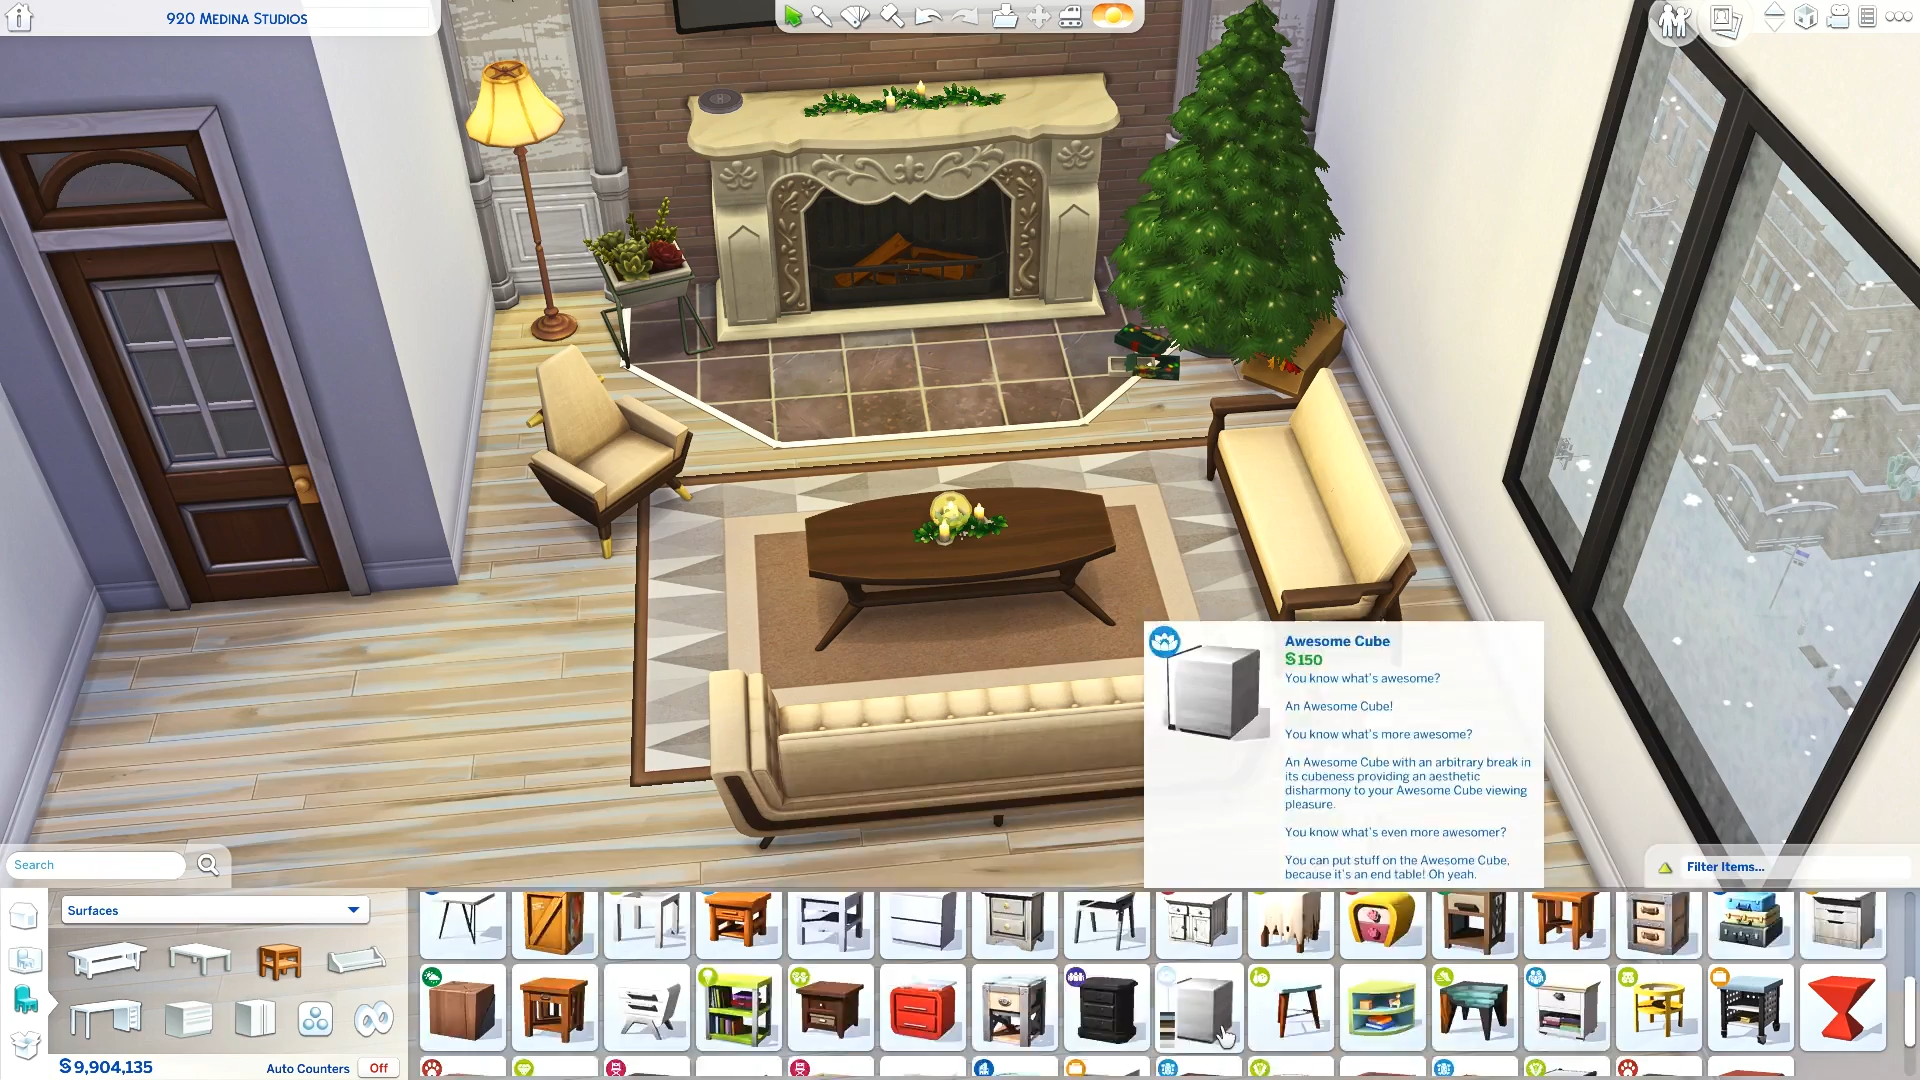 920 Medina Studios
Awesome Cube
§150
You know what's awesome?
An Awesome Cube!
You know what's more awesome?
An Awesome Cube with an arbitrary break in
its cubeness providing an aesthetic
disharmony to your Awesome Cube viewing
pleasure.
You know what's even more awesomer?
You can put stuff on the Awesome Cube,
because it's an end table! Oh yeah.
Search
Filter Items...
Surfaces
§9,904,135
Auto Counters
Off